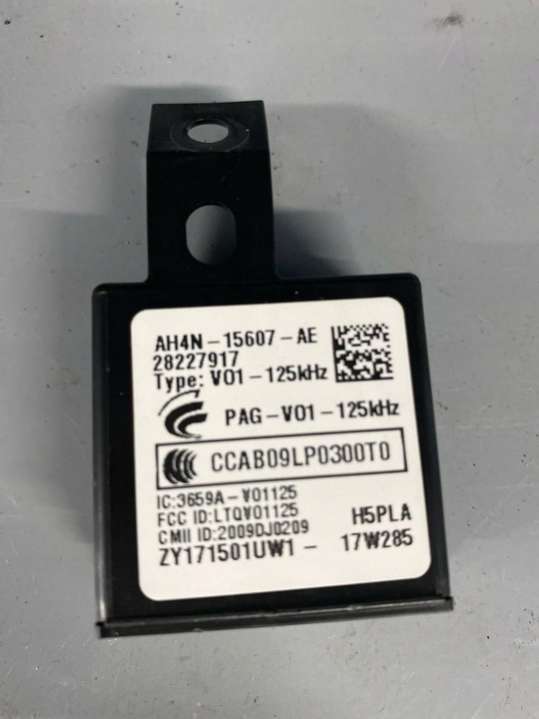 AH4N-15607-AE
28227917
Type: V01-125kHz
PAG-V01-125kHz
CCAB09LP0300T0
IC:3659A-V01125
FCC ID:LTQV01125
CMII ID:2009DJ0209
H5PLA
ZY171501UW1- 17W285